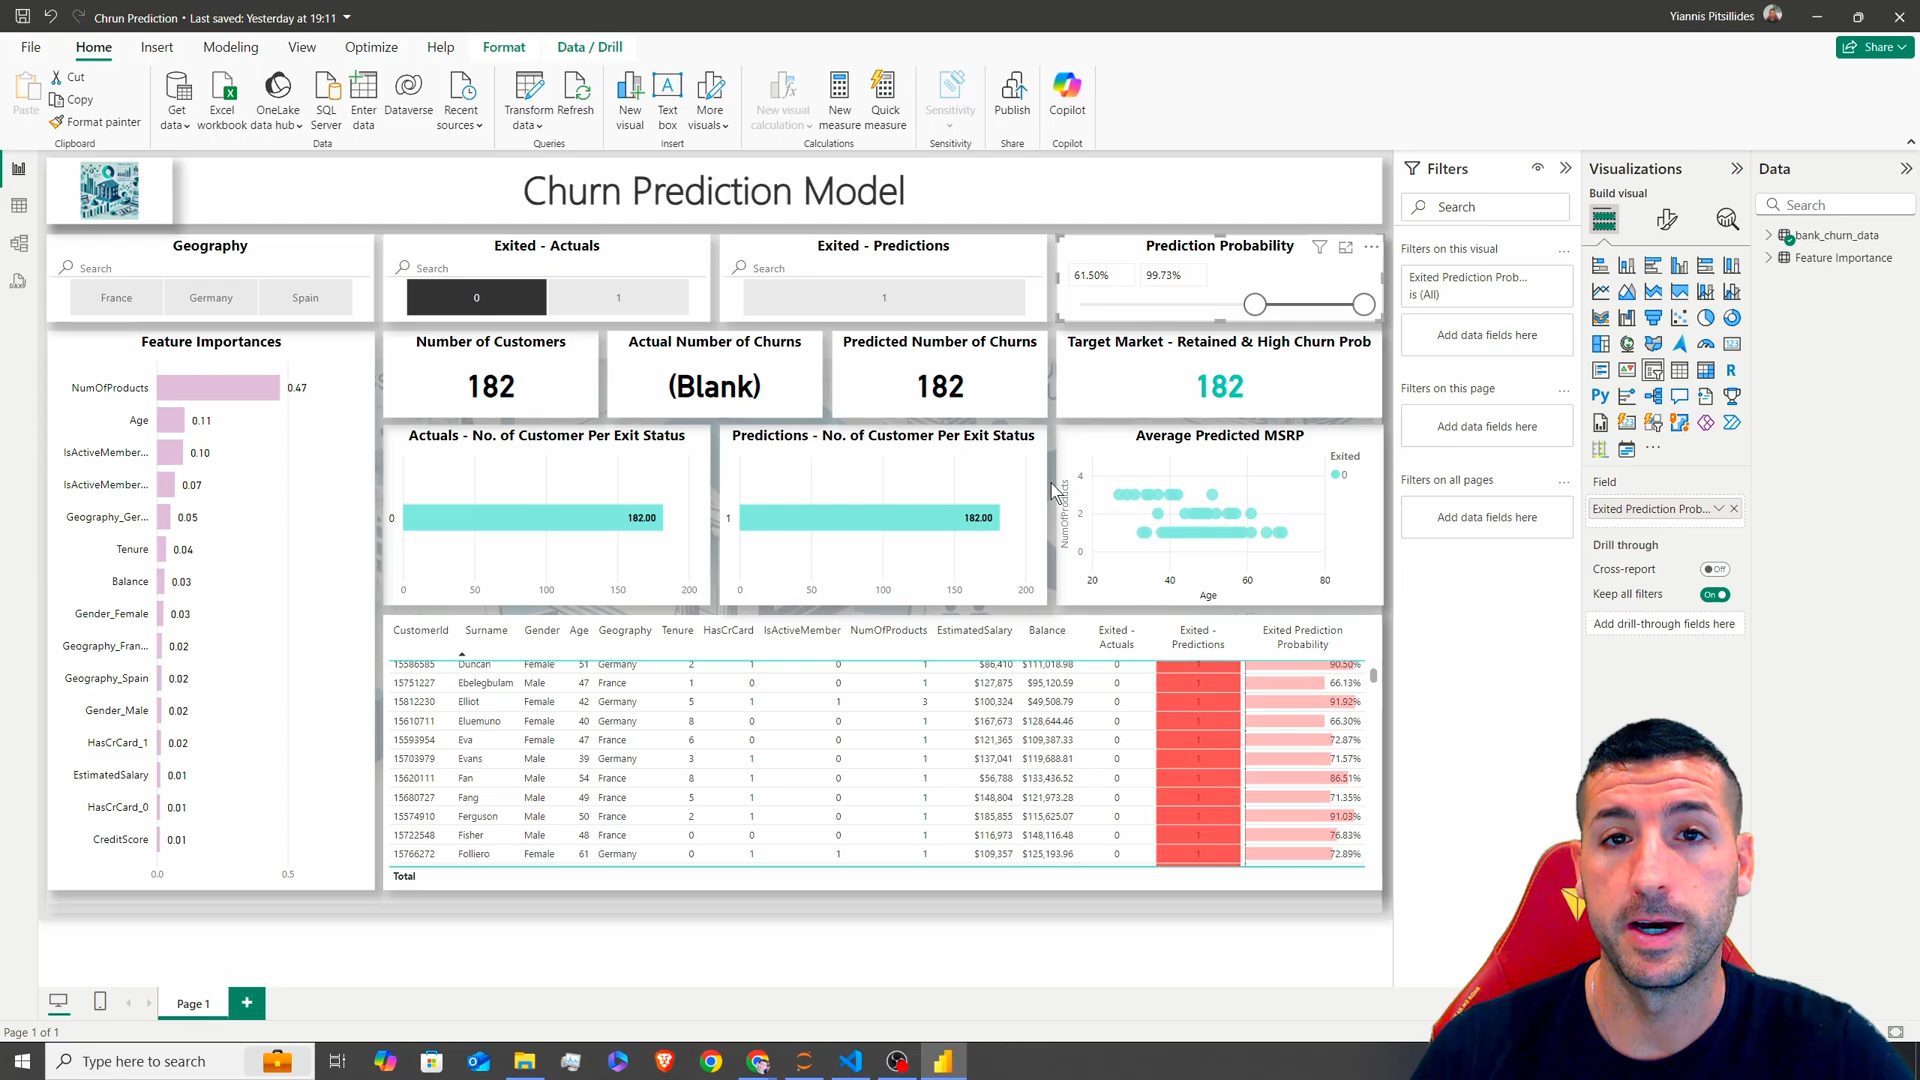 Chrun Prediction • Last saved: Yesterday at 19:11
Yiannis Pitsillides
File Home Insert Modeling View Optimize Help Format Data / Drill
Share
Paste
Cut
Copy
Format painter
Clipboard
Get data
Excel workbook
OneLake data hub
SQL Server
Enter data
Dataverse
Recent sources
Data
Transform data
Refresh
Queries
New visual
Text box
More visuals
Insert
New visual calculation
New measure
Quick measure
Calculations
Sensitivity
Sensitivity
Publish
Share
Copilot
Copilot
Churn Prediction Model
Geography
Search
France Germany Spain
Exited - Actuals
Search
0 1
Exited - Predictions
Search
1
Prediction Probability
61.50% 99.73%
Feature Importances
NumOfProducts 0.47
Age 0.11
IsActiveMember... 0.10
IsActiveMember... 0.07
Geography_Ger... 0.05
Tenure 0.04
Balance 0.03
Gender_Female 0.03
Geography_Fran... 0.02
Geography_Spain 0.02
Gender_Male 0.02
HasCrCard_1 0.02
EstimatedSalary 0.01
HasCrCard_0 0.01
CreditScore 0.01
0.0 0.5
Number of Customers
182
Actual Number of Churns
(Blank)
Predicted Number of Churns
182
Target Market - Retained & High Churn Prob
182
Actuals - No. of Customer Per Exit Status
0 182.00
0 50 100 150 200
Predictions - No. of Customer Per Exit Status
1 182.00
0 50 100 150 200
Average Predicted MSRP
Exited
0
NumOfProducts
4
2
0
20 40 60 80
Age
CustomerId Surname Gender Age Geography Tenure HasCrCard IsActiveMember NumOfProducts EstimatedSalary Balance Exited - Actuals Exited - Predictions Exited Prediction Probability
15586585 Duncan Female 51 Germany 2 1 0 1 $86,410 $111,018.98 0 1 90.50%
15751227 Ebelegbulam Male 47 France 1 0 0 1 $127,875 $95,120.59 0 1 66.13%
15812230 Elliot Female 42 Germany 5 1 1 3 $100,324 $49,508.79 0 1 91.92%
15610711 Eluemuno Female 40 Germany 8 0 0 1 $167,673 $128,644.46 0 1 66.30%
15593954 Eva Female 47 France 6 0 0 1 $121,365 $109,387.33 0 1 72.87%
15703979 Evans Male 39 Germany 3 1 0 1 $137,041 $119,688.81 0 1 71.57%
15620111 Fan Male 54 France 8 1 0 1 $56,788 $133,436.52 0 1 86.51%
15680727 Fang Male 49 France 5 1 0 1 $148,804 $121,973.28 0 1 71.35%
15574910 Ferguson Male 50 France 2 1 0 1 $185,855 $115,625.07 0 1 91.03%
15722548 Fisher Male 48 France 0 0 0 1 $116,973 $148,116.48 0 1 76.83%
15766272 Folliero Female 61 Germany 0 1 1 1 $109,357 $125,193.96 0 1 72.89%
Total
Filters
Search
Filters on this visual ...
Exited Prediction Prob...
is (All)
Add data fields here
Filters on this page ...
Add data fields here
Filters on all pages ...
Add data fields here
Visualizations
Build visual
R
Py
123
...
Field
Exited Prediction Prob...
Drill through
Cross-report Off
Keep all filters On
Add drill-through fields here
Data
Search
bank_churn_data
Feature Importance
Page 1
Page 1 of 1
Type here to search